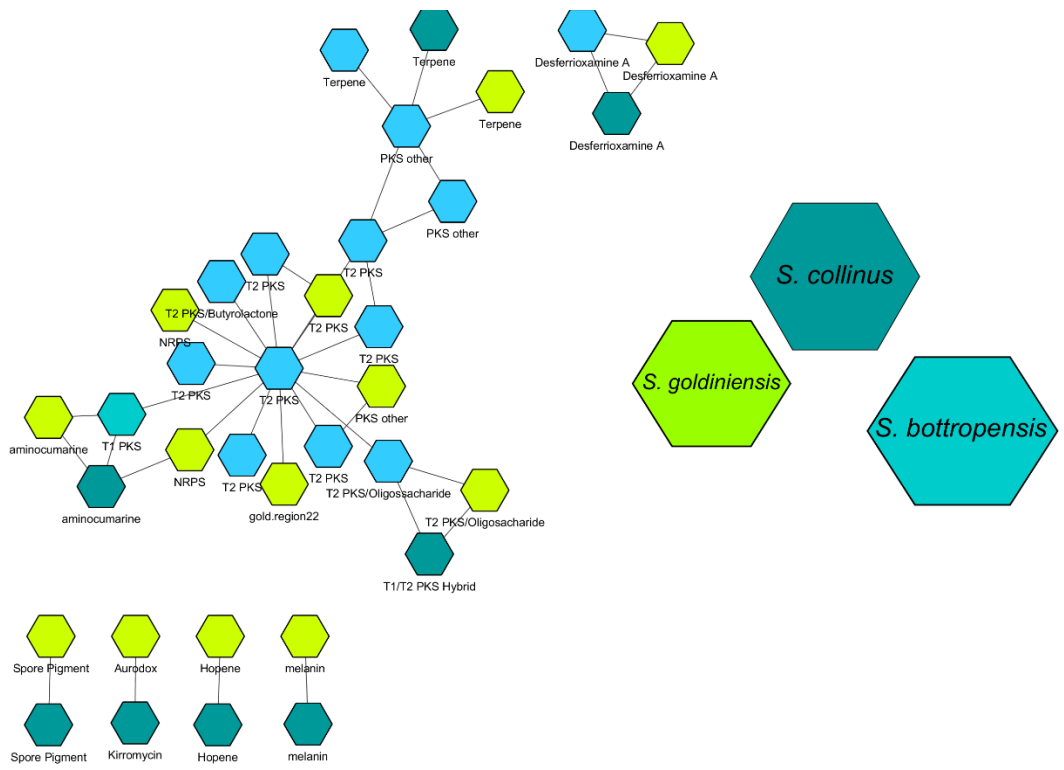 Terpene
Terpene
Terpene
PKS other
PKS other
Desferrioxamine A
Desferrioxamine A
Desferrioxamine A
T2 PKS
T2 PKS
T2 PKS/Butyrolactone
T2 PKS
NRPS
T2 PKS
T2 PKS
T2 PKS
PKS other
aminocumarine
T1 PKS
NRPS
T2 PKS
T2 PKS
T2 PKS/Oligossacharide
aminocumarine
gold.region22
T2 PKS/Oligosacharide
T1/T2 PKS Hybrid
S. collinus
S. goldiniensis
S. bottropensis
Spore Pigment
Aurodox
Hopene
melanin
Spore Pigment
Kirromycin
Hopene
melanin